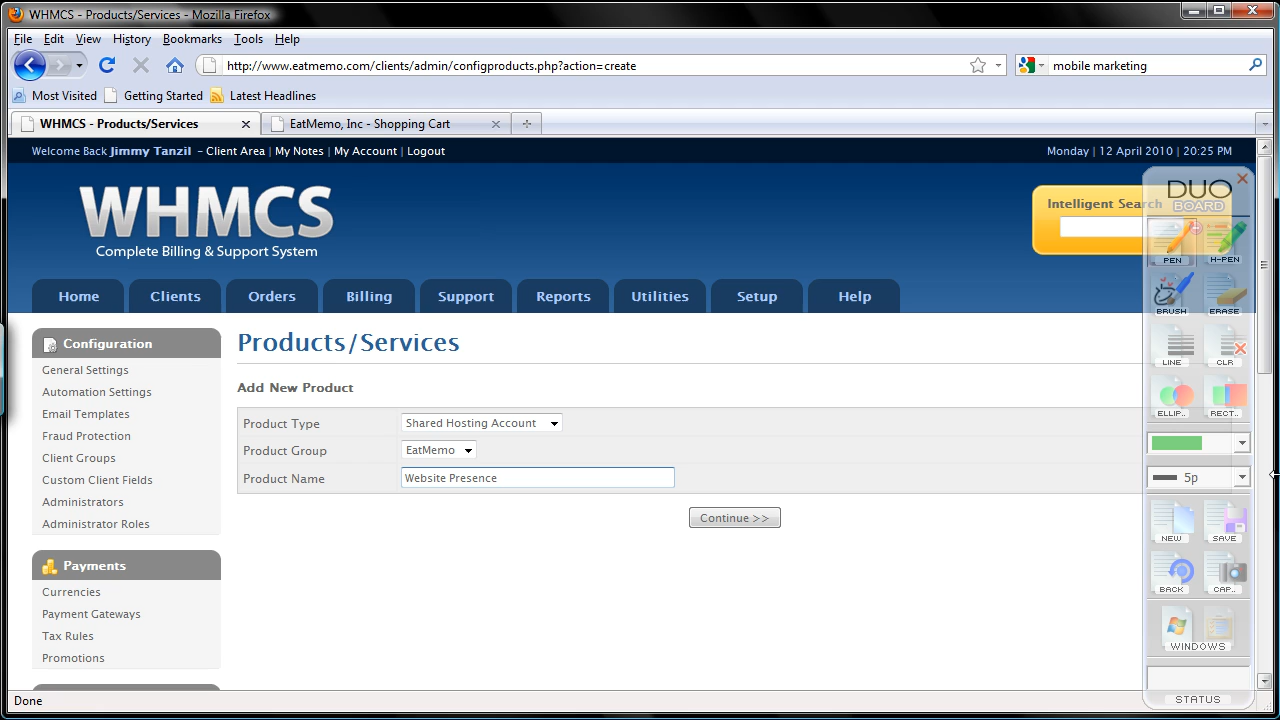 WHMCS - Products/Services - Mozilla Firefox
File Edit View History Bookmarks Tools Help
http://www.eatmemo.com/clients/admin/configproducts.php?action=create
mobile marketing
Most Visited Getting Started Latest Headlines
WHMCS - Products/Services
EatMemo, Inc - Shopping Cart
Welcome Back Jimmy Tanzil - Client Area | My Notes | My Account | Logout
Monday | 12 April 2010 | 20:25 PM
WHMCS
Complete Billing & Support System
Intelligent Search
Home Clients Orders Billing Support Reports Utilities Setup Help
Configuration
General Settings
Automation Settings
Email Templates
Fraud Protection
Client Groups
Custom Client Fields
Administrators
Administrator Roles
Payments
Currencies
Payment Gateways
Tax Rules
Promotions
Products/Services
Add New Product
Product Type Shared Hosting Account
Product Group EatMemo
Product Name Website Presence
Continue >>
DUO
BOARD
PEN H-PEN
BRUSH ERASE
LINE CLR
ELLIP.. RECT..
5p
NEW SAVE
BACK CAP..
WINDOWS
STATUS
Done